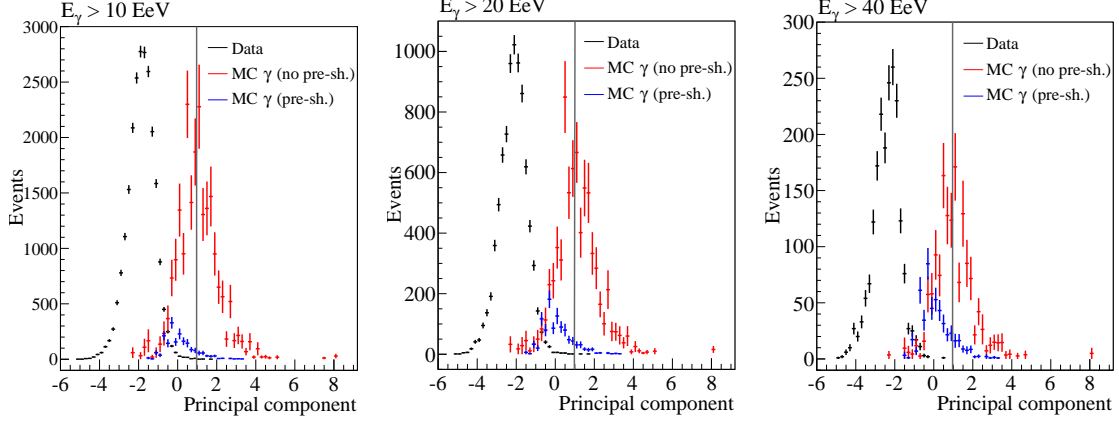 E_γ > 10 EeV
Events
3000
2500
2000
1500
1000
500
0
-6 -4 -2 0 2 4 6 8
Principal component
Data
MC γ (no pre-sh.)
MC γ (pre-sh.)
E_γ > 20 EeV
Events
1000
800
600
400
200
0
-6 -4 -2 0 2 4 6 8
Principal component
Data
MC γ (no pre-sh.)
MC γ (pre-sh.)
E_γ > 40 EeV
Events
300
250
200
150
100
50
0
-6 -4 -2 0 2 4 6 8
Principal component
Data
MC γ (no pre-sh.)
MC γ (pre-sh.)